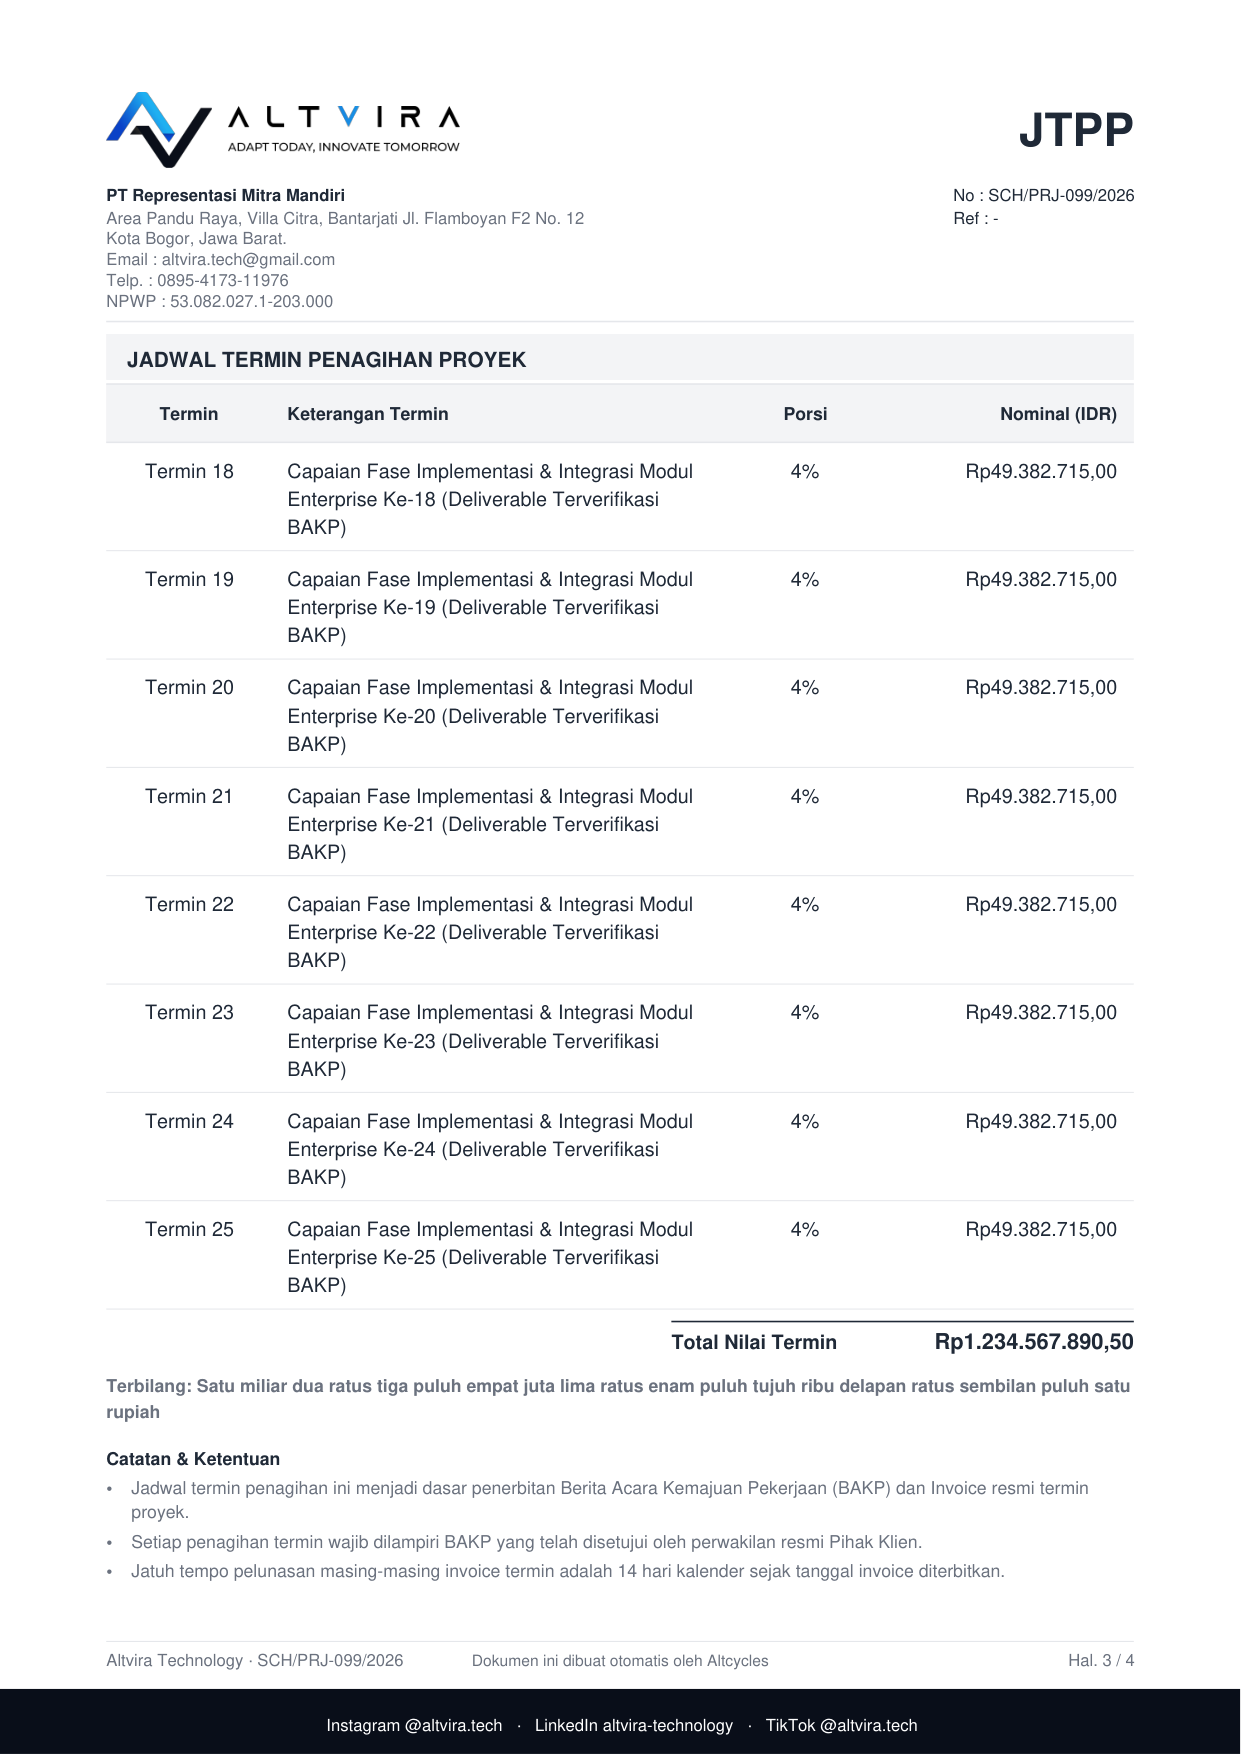 ALTVIRA
ADAPT TODAY, INNOVATE TOMORROW
JTPP
PT Representasi Mitra Mandiri
No : SCH/PRJ-099/2026
Area Pandu Raya, Villa Citra, Bantarjati Jl. Flamboyan F2 No. 12
Ref : -
Kota Bogor, Jawa Barat.
Email : altvira.tech@gmail.com
Telp. : 0895-4173-11976
NPWP : 53.082.027.1-203.000
JADWAL TERMIN PENAGIHAN PROYEK
Termin Keterangan Termin Porsi Nominal (IDR)
Termin 18 Capaian Fase Implementasi & Integrasi Modul 4% Rp49.382.715,00
Enterprise Ke-18 (Deliverable Terverifikasi
BAKP)
Termin 19 Capaian Fase Implementasi & Integrasi Modul 4% Rp49.382.715,00
Enterprise Ke-19 (Deliverable Terverifikasi
BAKP)
Termin 20 Capaian Fase Implementasi & Integrasi Modul 4% Rp49.382.715,00
Enterprise Ke-20 (Deliverable Terverifikasi
BAKP)
Termin 21 Capaian Fase Implementasi & Integrasi Modul 4% Rp49.382.715,00
Enterprise Ke-21 (Deliverable Terverifikasi
BAKP)
Termin 22 Capaian Fase Implementasi & Integrasi Modul 4% Rp49.382.715,00
Enterprise Ke-22 (Deliverable Terverifikasi
BAKP)
Termin 23 Capaian Fase Implementasi & Integrasi Modul 4% Rp49.382.715,00
Enterprise Ke-23 (Deliverable Terverifikasi
BAKP)
Termin 24 Capaian Fase Implementasi & Integrasi Modul 4% Rp49.382.715,00
Enterprise Ke-24 (Deliverable Terverifikasi
BAKP)
Termin 25 Capaian Fase Implementasi & Integrasi Modul 4% Rp49.382.715,00
Enterprise Ke-25 (Deliverable Terverifikasi
BAKP)
Total Nilai Termin Rp1.234.567.890,50
Terbilang: Satu miliar dua ratus tiga puluh empat juta lima ratus enam puluh tujuh ribu delapan ratus sembilan puluh satu
rupiah
Catatan & Ketentuan
• Jadwal termin penagihan ini menjadi dasar penerbitan Berita Acara Kemajuan Pekerjaan (BAKP) dan Invoice resmi termin
proyek.
• Setiap penagihan termin wajib dilampiri BAKP yang telah disetujui oleh perwakilan resmi Pihak Klien.
• Jatuh tempo pelunasan masing-masing invoice termin adalah 14 hari kalender sejak tanggal invoice diterbitkan.
Altvira Technology · SCH/PRJ-099/2026 Dokumen ini dibuat otomatis oleh Altcycles Hal. 3 / 4
Instagram @altvira.tech · LinkedIn altvira-technology · TikTok @altvira.tech